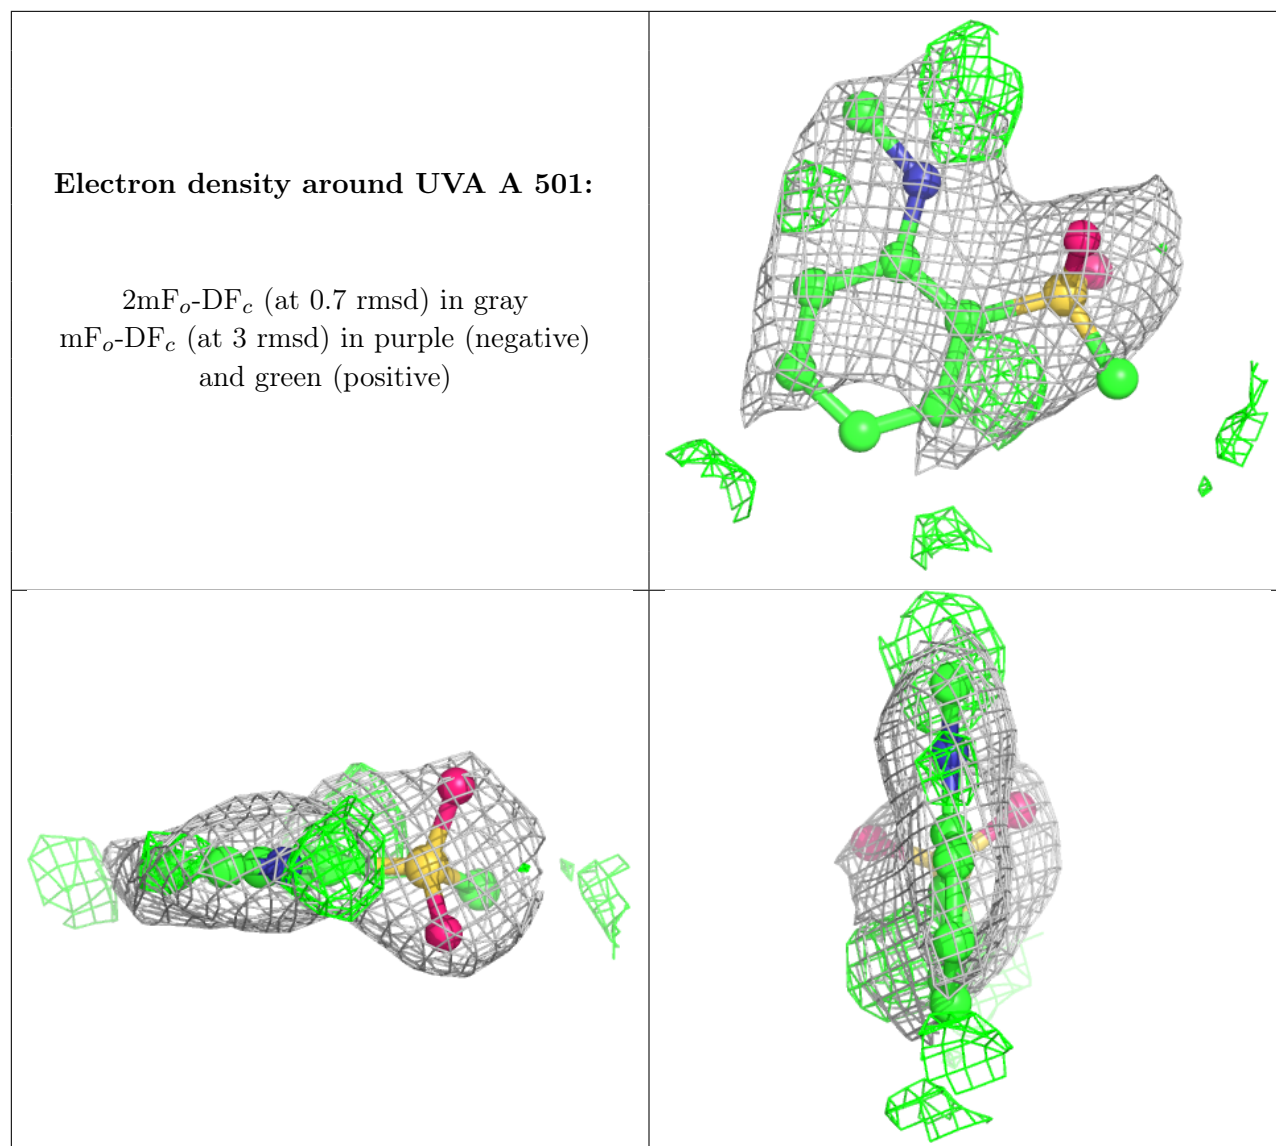 Electron density around UVA A 501:
2mFo-DFc (at 0.7 rmsd) in gray
mFo-DFc (at 3 rmsd) in purple (negative)
and green (positive)